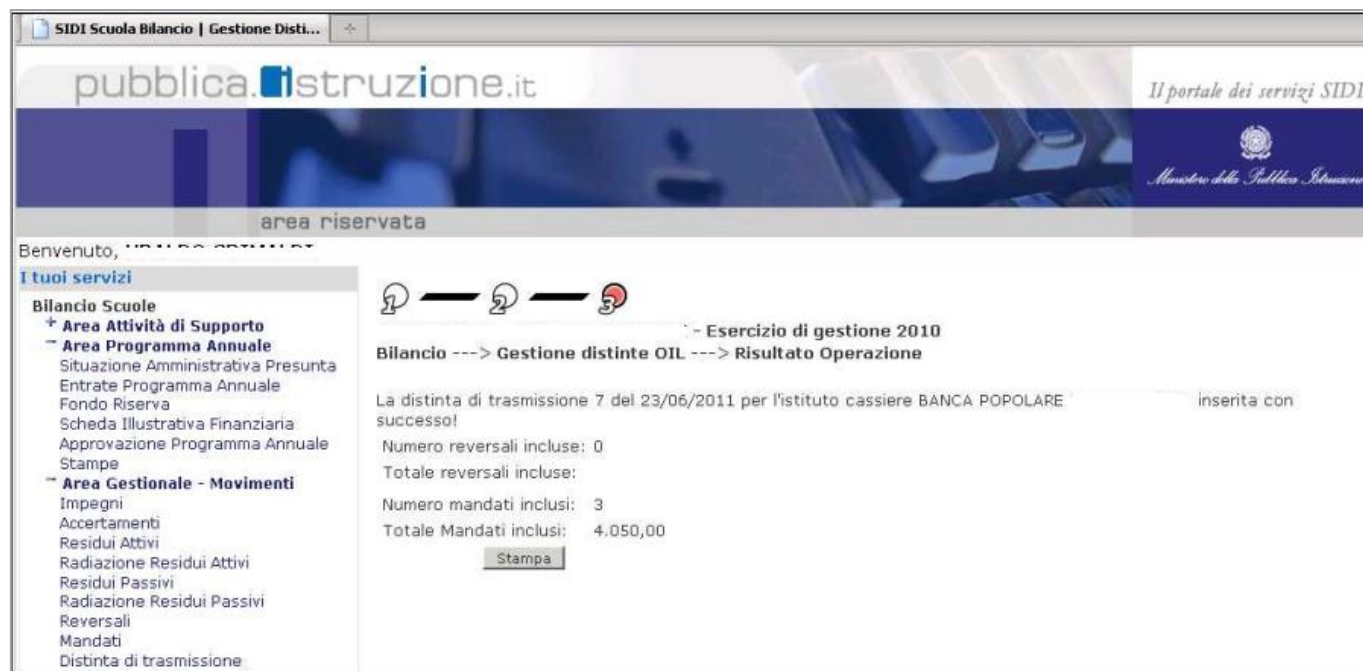 SIDI Scuola Bilancio | Gestione Disti...
pubblica.istruzione.it
Il portale dei servizi SIDI
Ministero della Pubblica Istruzione
area riservata
Benvenuto,
I tuoi servizi
Bilancio Scuole
+ Area Attività di Supporto
- Area Programma Annuale
Situazione Amministrativa Presunta
Entrate Programma Annuale
Fondo Riserva
Scheda Illustrativa Finanziaria
Approvazione Programma Annuale
Stampe
- Area Gestionale - Movimenti
Impegni
Accertamenti
Residui Attivi
Radiazione Residui Attivi
Residui Passivi
Radiazione Residui Passivi
Reversali
Mandati
Distinta di trasmissione
1 2 3
- Esercizio di gestione 2010
Bilancio ---> Gestione distinte OIL ---> Risultato Operazione
La distinta di trasmissione 7 del 23/06/2011 per l'istituto cassiere BANCA POPOLARE inserita con
successo!
Numero reversali incluse: 0
Totale reversali incluse:
Numero mandati inclusi: 3
Totale Mandati inclusi: 4.050,00
Stampa